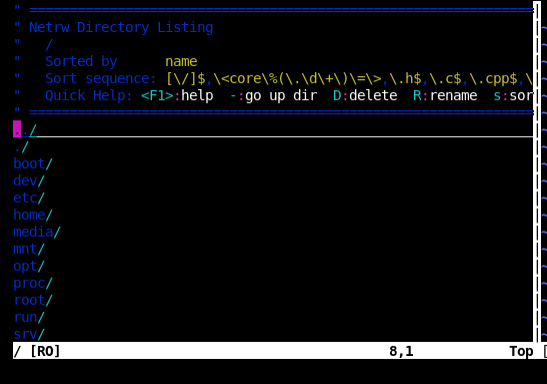 " ==============================================================
" Netrw Directory Listing
"   /
"   Sorted by      name
"   Sort sequence: [\/]$,\<core\%(\.\d\+\)\=\>,\.h$,\.c$,\.cpp$,\
"   Quick Help: <F1>:help  -:go up dir  D:delete  R:rename  s:sor
" ==============================================================
../
./
boot/
dev/
etc/
home/
media/
mnt/
opt/
proc/
root/
run/
srv/
/ [RO]                                         8,1            Top [